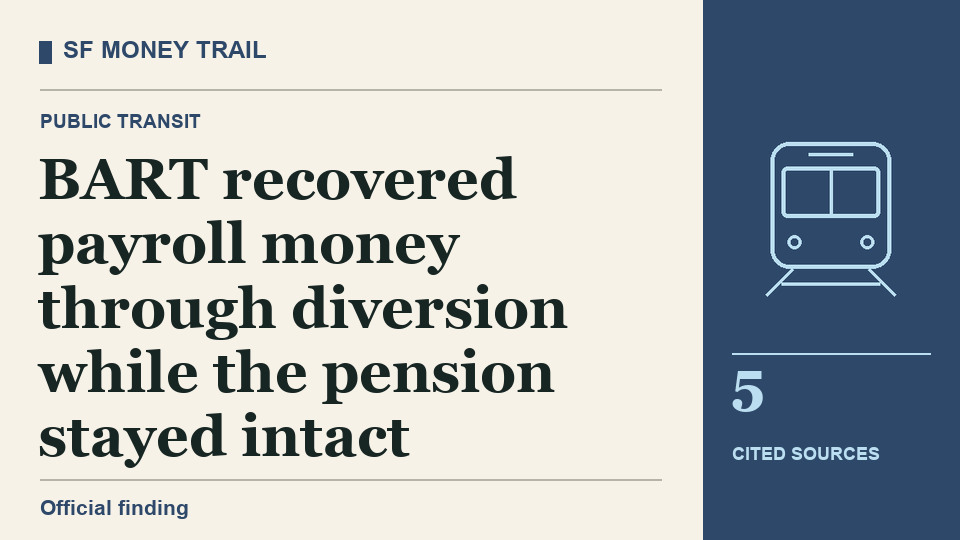 SF MONEY TRAIL
PUBLIC TRANSIT
BART recovered
payroll money
through diversion
while the pension
stayed intact
Official finding
5
CITED SOURCES